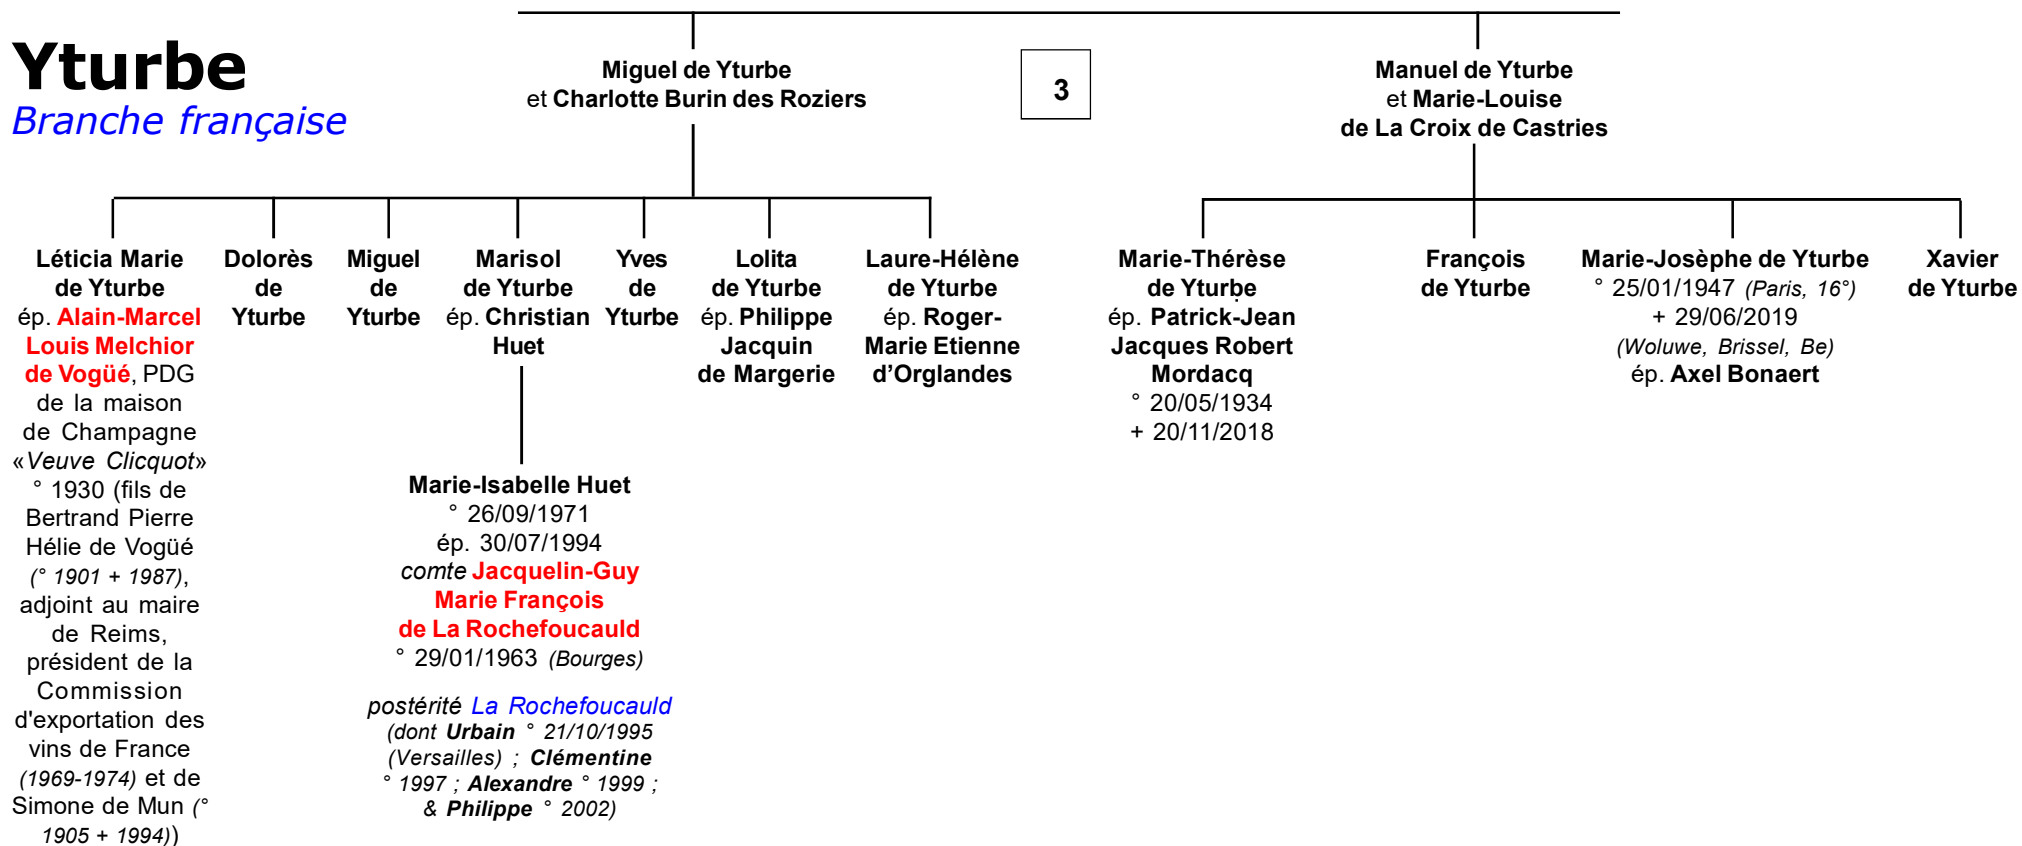 Yturbe
Branche française
Miguel de Yturbe
et Charlotte Burin des Roziers
3
Manuel de Yturbe
et Marie-Louise
de La Croix de Castries
Léticia Marie
de Yturbe
ép. Alain-Marcel
Louis Melchior
de Vogüé, PDG
de la maison
de Champagne
«Veuve Clicquot»
° 1930 (fils de
Bertrand Pierre
Hélie de Vogüé
(° 1901 + 1987),
adjoint au maire
de Reims,
président de la
Commission
d'exportation des
vins de France
(1969-1974) et de
Simone de Mun (°
1905 + 1994))
Dolorès
de
Yturbe
Miguel
de
Yturbe
Marisol
de Yturbe
ép. Christian
Huet
Marie-Isabelle Huet
° 26/09/1971
ép. 30/07/1994
comte Jacquelin-Guy
Marie François
de La Rochefoucauld
° 29/01/1963 (Bourges)
postérité La Rochefoucauld
(dont Urbain ° 21/10/1995
(Versailles) ; Clémentine
° 1997 ; Alexandre ° 1999 ;
& Philippe ° 2002)
Yves
de
Yturbe
Lolita
de Yturbe
ép. Philippe
Jacquin
de Margerie
Laure-Hélène
de Yturbe
ép. Roger-
Marie Etienne
d’Orglandes
Marie-Thérèse
de Yturbe
ép. Patrick-Jean
Jacques Robert
Mordacq
° 20/05/1934
+ 20/11/2018
François
de Yturbe
Marie-Josèphe de Yturbe
° 25/01/1947 (Paris, 16°)
+ 29/06/2019
(Woluwe, Brissel, Be)
ép. Axel Bonaert
Xavier
de Yturbe